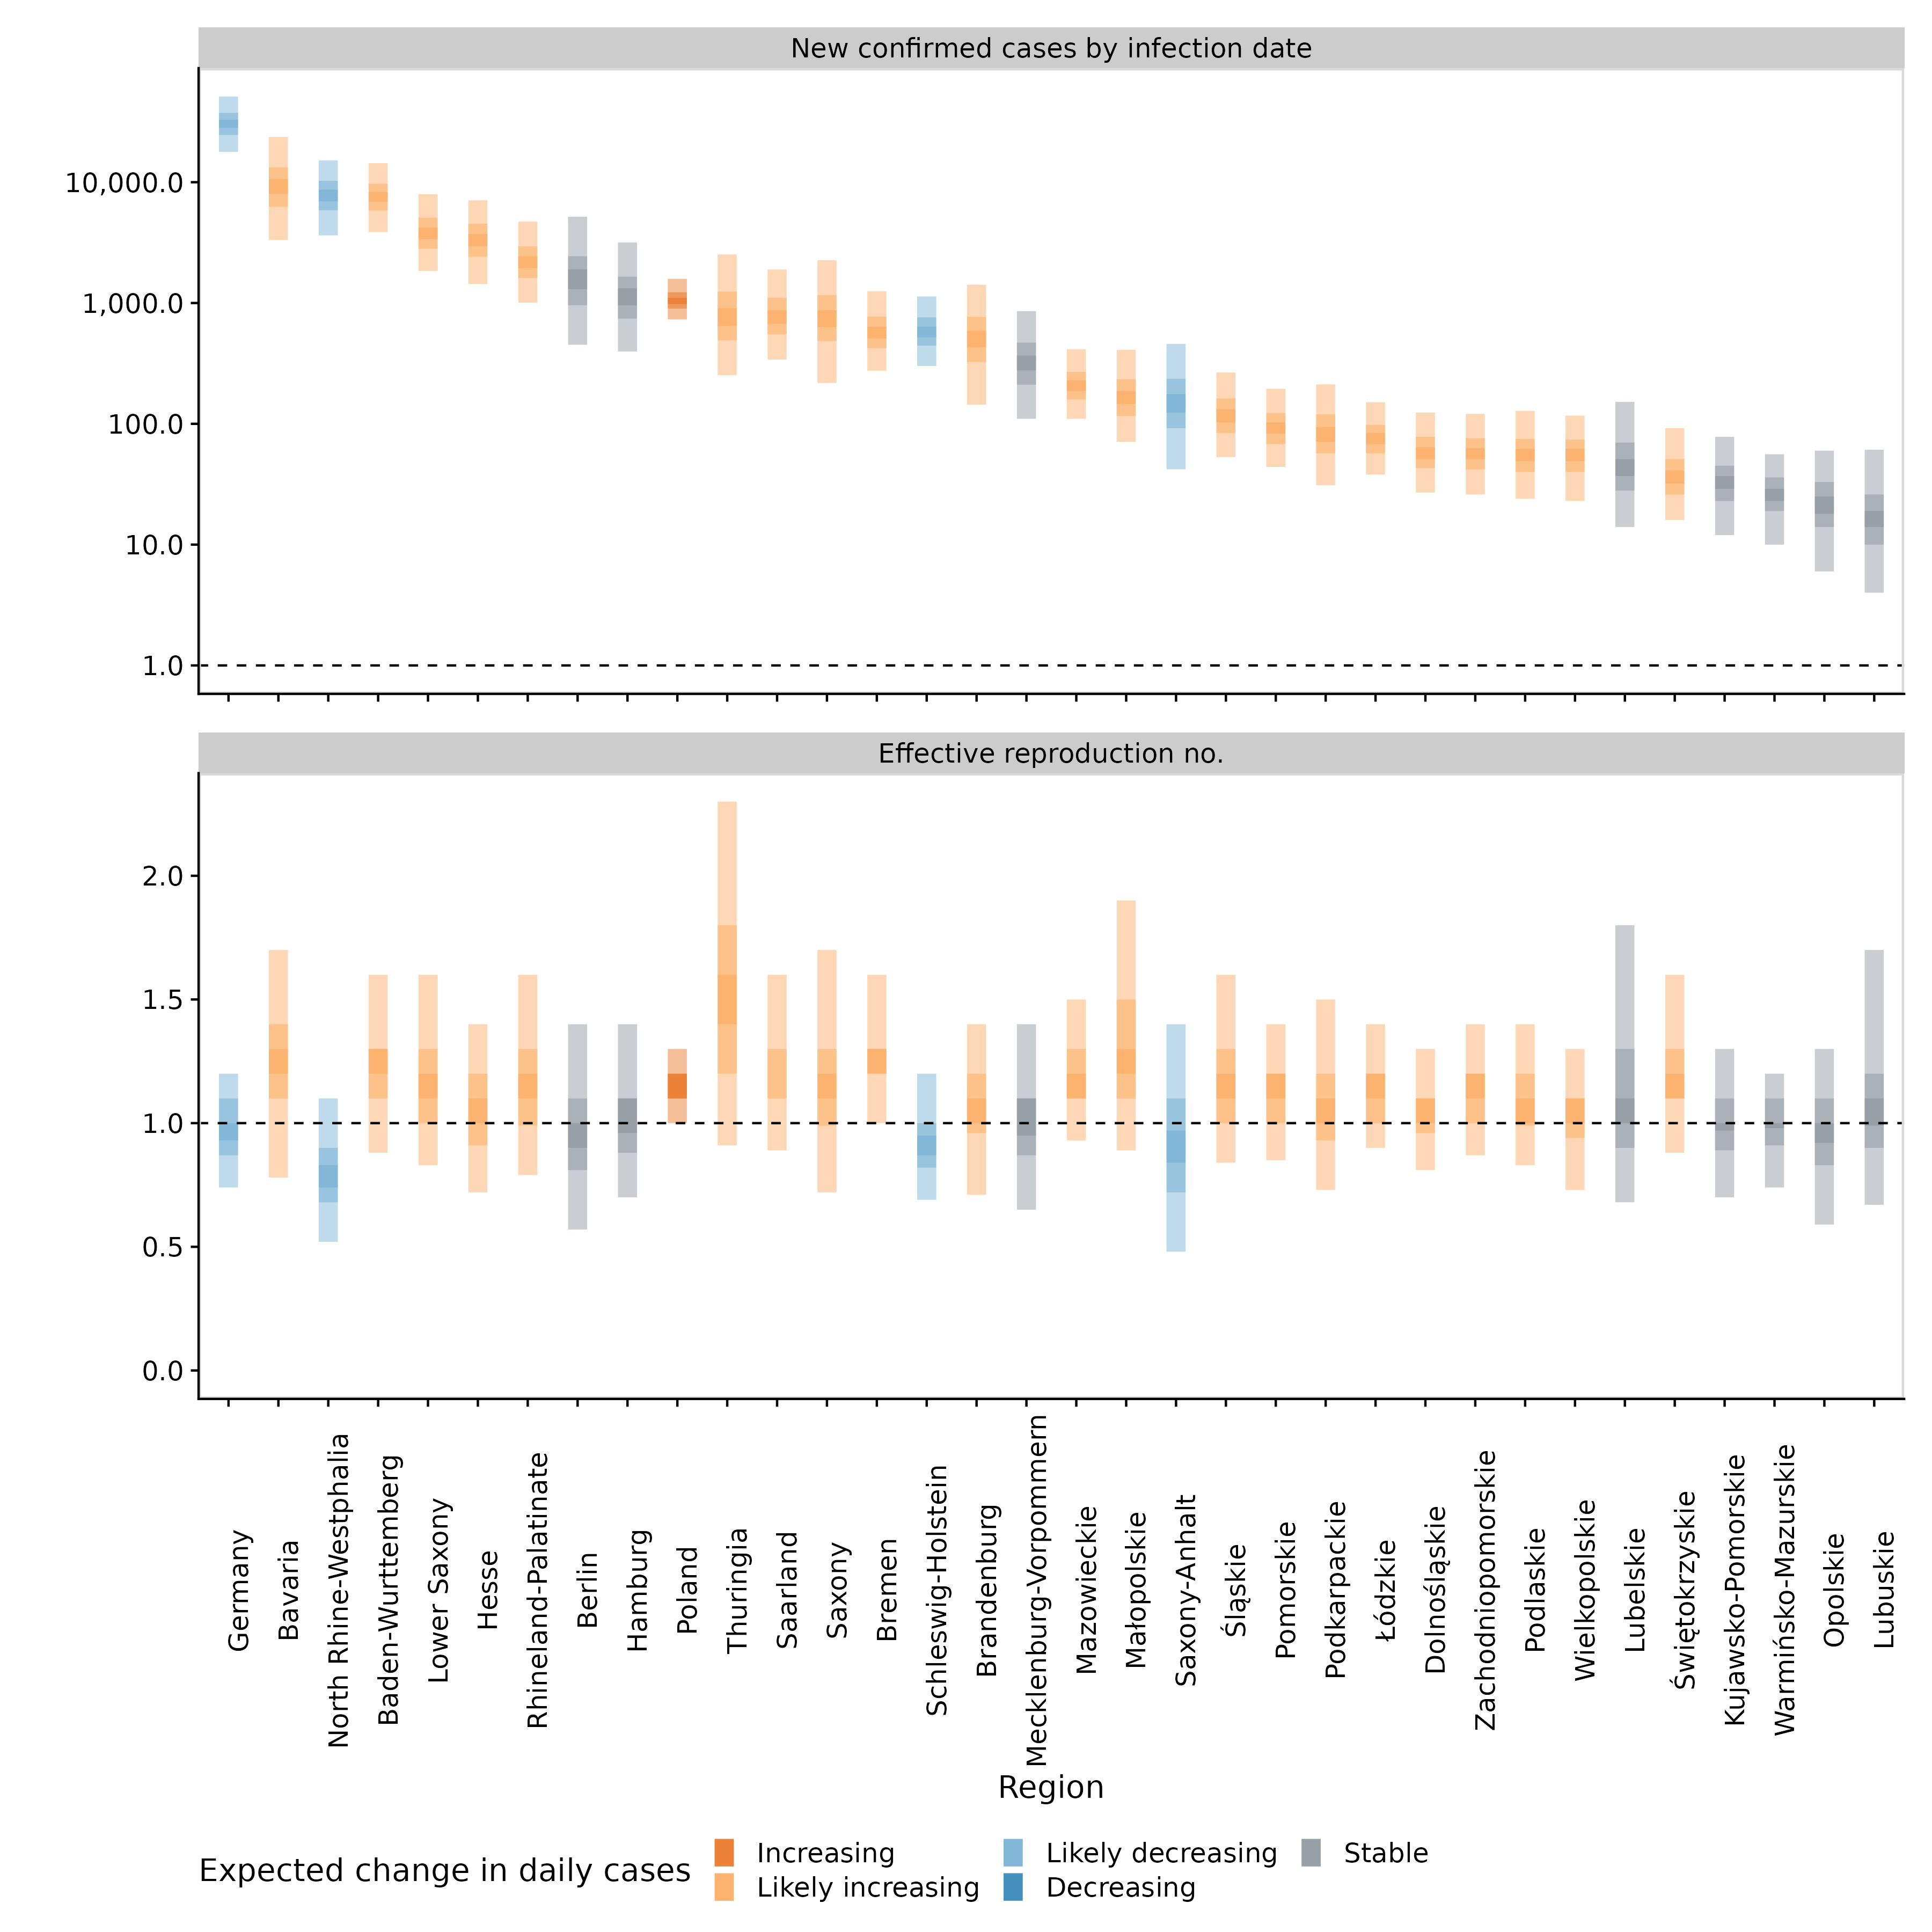 New confirmed cases by infection date
10,000.0
1,000.0
100.0
10.0
1.0
Effective reproduction no.
2.0
1.5
1.0
0.5
0.0
Germany
Bavaria
North Rhine-Westphalia
Baden-Wurttemberg
Lower Saxony
Hesse
Rhineland-Palatinate
Berlin
Hamburg
Poland
Thuringia
Saarland
Saxony
Bremen
Schleswig-Holstein
Brandenburg
Mecklenburg-Vorpommern
Mazowieckie
Małopolskie
Saxony-Anhalt
Śląskie
Pomorskie
Podkarpackie
Łódzkie
Dolnośląskie
Zachodniopomorskie
Podlaskie
Wielkopolskie
Lubelskie
Świętokrzyskie
Kujawsko-Pomorskie
Warmińsko-Mazurskie
Opolskie
Lubuskie
Region
Expected change in daily cases
Increasing
Likely increasing
Likely decreasing
Decreasing
Stable